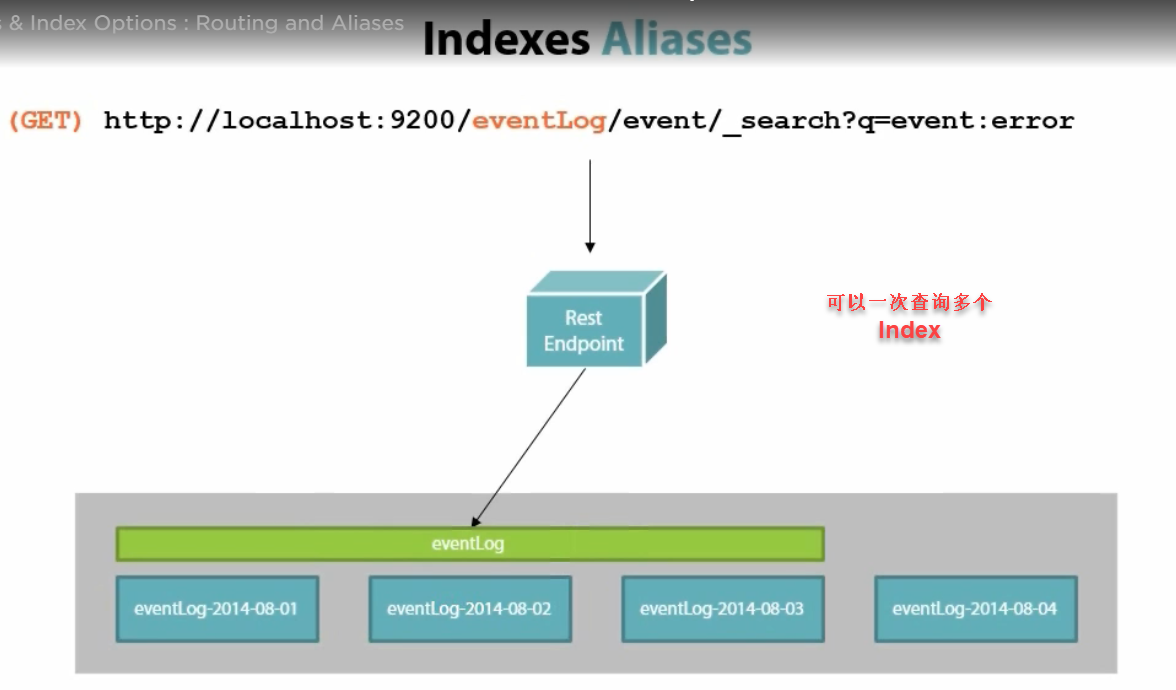 s & Index Options : Routing and Aliases
Indexes Aliases
(GET) http://localhost:9200/eventLog/event/_search?q=event:error
Rest
Endpoint
可以一次查询多个
Index
eventLog
eventLog-2014-08-01
eventLog-2014-08-02
eventLog-2014-08-03
eventLog-2014-08-04